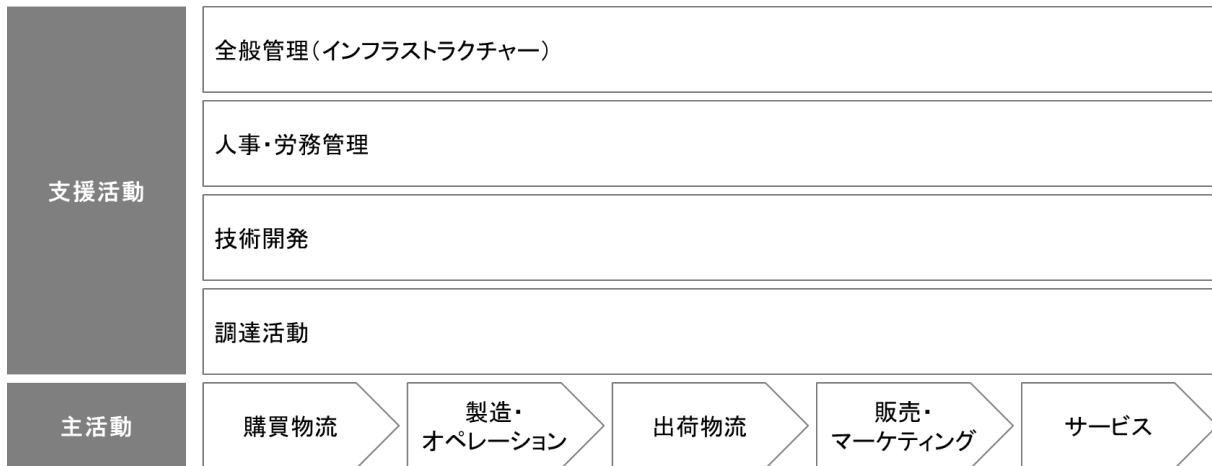 支援活動
全般管理（インフラストラクチャー）
人事・労務管理
技術開発
調達活動
主活動
購買物流
製造・
オペレーション
出荷物流
販売・
マーケティング
サービス